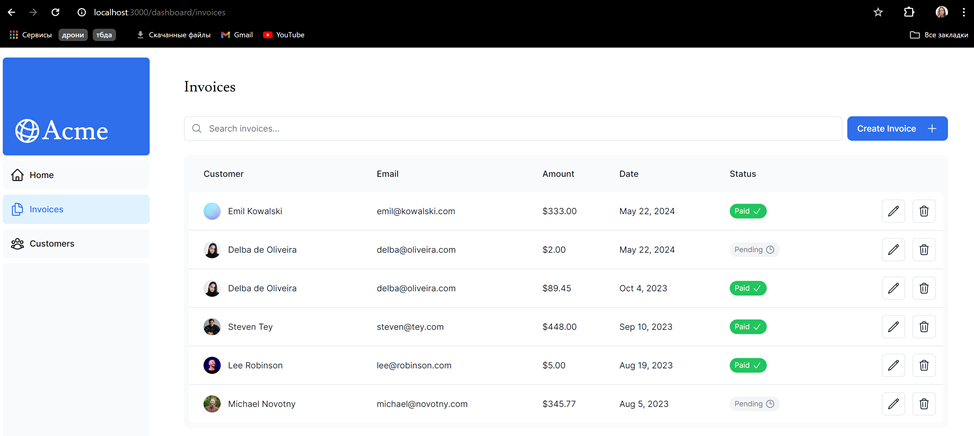 localhost:3000/dashboard/invoices
Сервисы дрони тбда Скачанные файлы Gmail YouTube Все закладки
Acme
Home
Invoices
Customers
Invoices
Search invoices...
Create Invoice +
Customer Email Amount Date Status
Emil Kowalski emil@kowalski.com $333.00 May 22, 2024 Paid
Delba de Oliveira delba@oliveira.com $2.00 May 22, 2024 Pending
Delba de Oliveira delba@oliveira.com $89.45 Oct 4, 2023 Paid
Steven Tey steven@tey.com $448.00 Sep 10, 2023 Paid
Lee Robinson lee@robinson.com $5.00 Aug 19, 2023 Paid
Michael Novotny michael@novotny.com $345.77 Aug 5, 2023 Pending